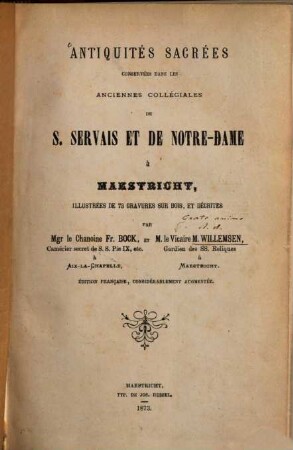 ANTIQUITÉS SACRÉES
CONSERVÉES DANS LES
ANCIENNES COLLÉGIALES
DE
S. SERVAIS ET DE NOTRE-DAME
à
MAESTRICHT,
ILLUSTRÉES DE 73 GRAVURES SUR BOIS, ET DÉCRITES
PAR
Mgr le Chanoine Fr. BOCK, ET M. le Vicaire M. WILLEMSEN,
Camérier secret de S. S. Pie IX, etc. Gardien des SS. Reliques
à à
AIX-LA-CHAPELLE, MAESTRICHT.
ÉDITION FRANÇAISE, CONSIDÉRABLEMENT AUGMENTÉE.
MAESTRICHT,
TYP. DE JOS. RUSSEL.
1873.